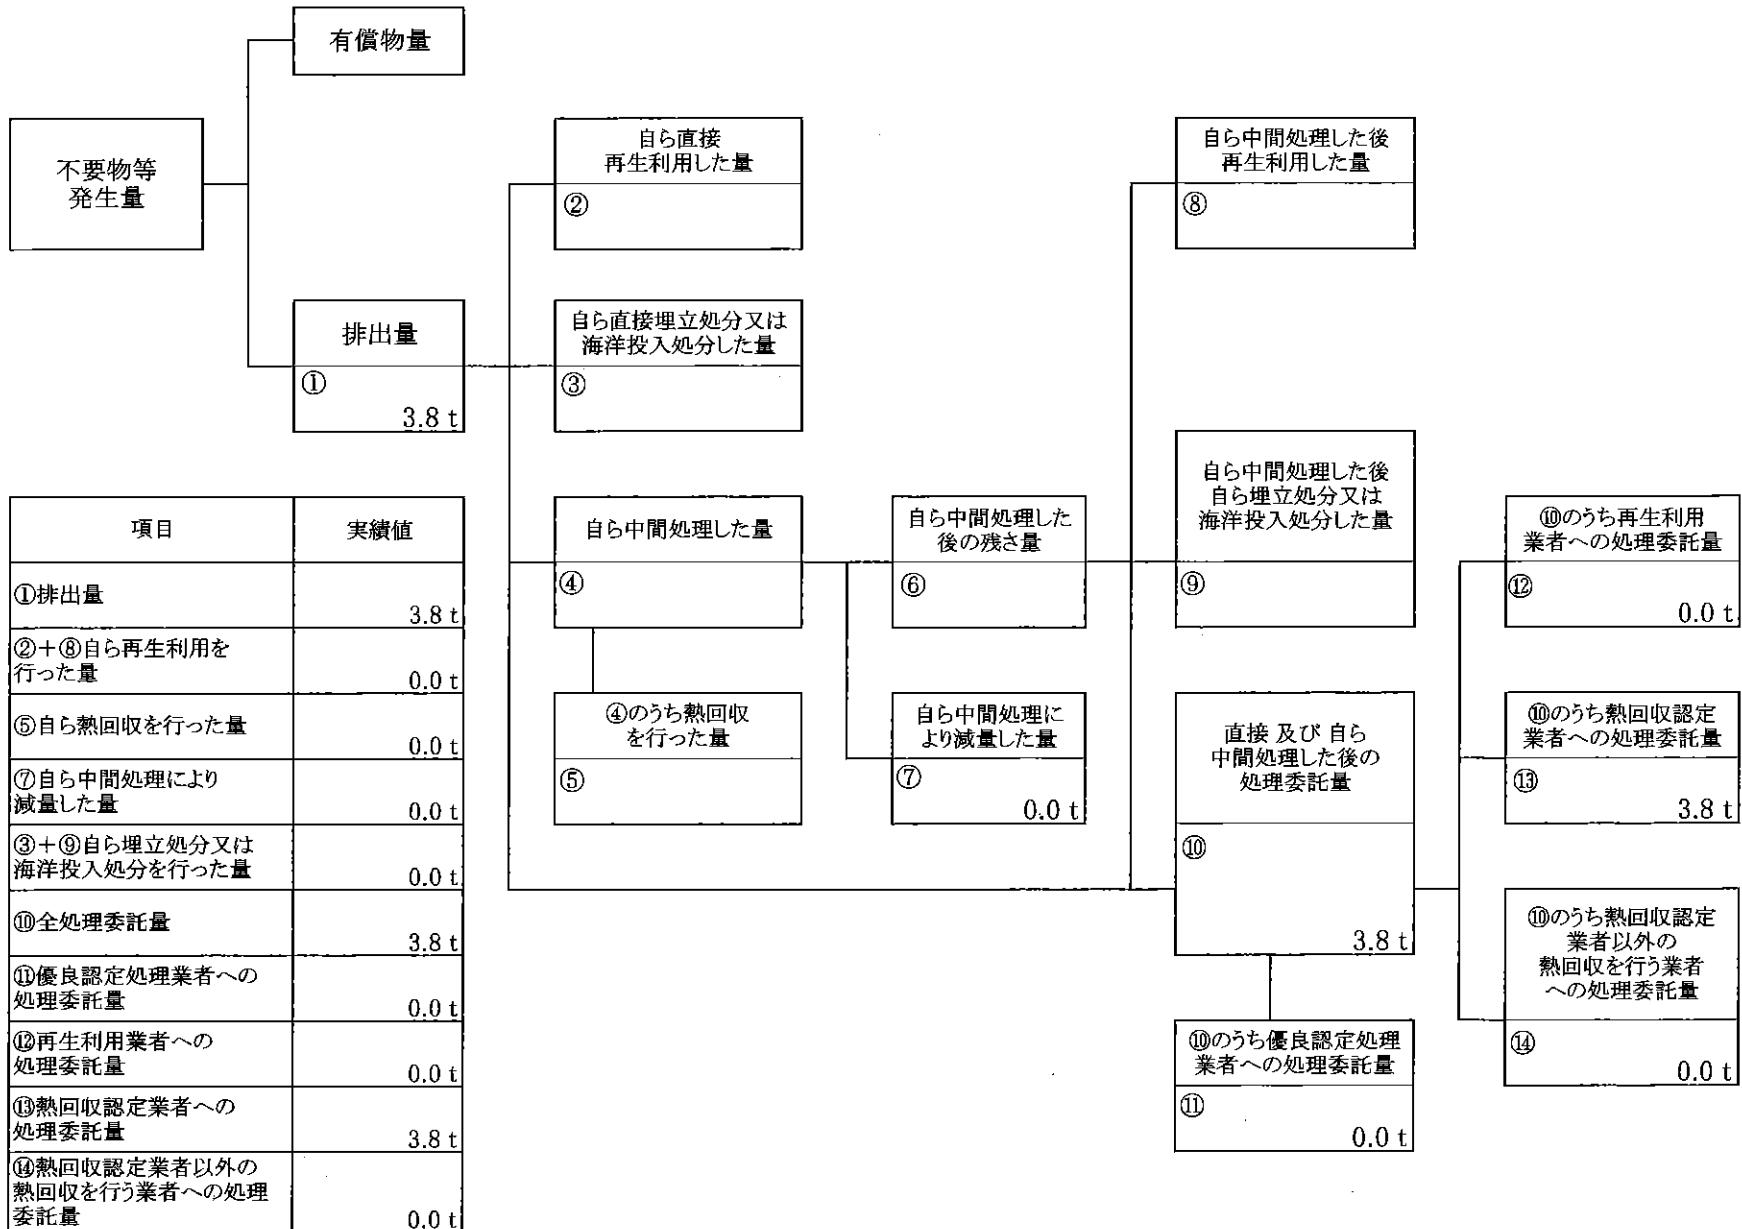 有償物量
不要物等
発生量
自ら直接
再生利用した量
②
自ら中間処理した後
再生利用した量
⑧
排出量
①
3.8 t
自ら直接埋立処分又は
海洋投入処分した量
③
自ら中間処理した量
④
自ら中間処理した
後の残さ量
⑥
自ら中間処理した後
自ら埋立処分又は
海洋投入処分した量
⑨
⑩のうち再生利用
業者への処理委託量
⑫
0.0 t
④のうち熱回収
を行った量
⑤
自ら中間処理に
より減量した量
⑦
0.0 t
直接 及び 自ら
中間処理した後の
処理委託量
⑩
3.8 t
⑩のうち熱回収認定
業者への処理委託量
⑬
3.8 t
⑩のうち熱回収認定
業者以外の
熱回収を行う業者
への処理委託量
⑭
0.0 t
⑩のうち優良認定処理
業者への処理委託量
⑪
0.0 t
項目 実績値
①排出量
3.8 t
②+⑧自ら再生利用を
行った量
0.0 t
⑤自ら熱回収を行った量
0.0 t
⑦自ら中間処理により
減量した量
0.0 t
③+⑨自ら埋立処分又は
海洋投入処分を行った量
0.0 t
⑩全処理委託量
3.8 t
⑪優良認定処理業者への
処理委託量
0.0 t
⑫再生利用業者への
処理委託量
0.0 t
⑬熱回収認定業者への
処理委託量
3.8 t
⑭熱回収認定業者以外の
熱回収を行う業者への処理
委託量
0.0 t